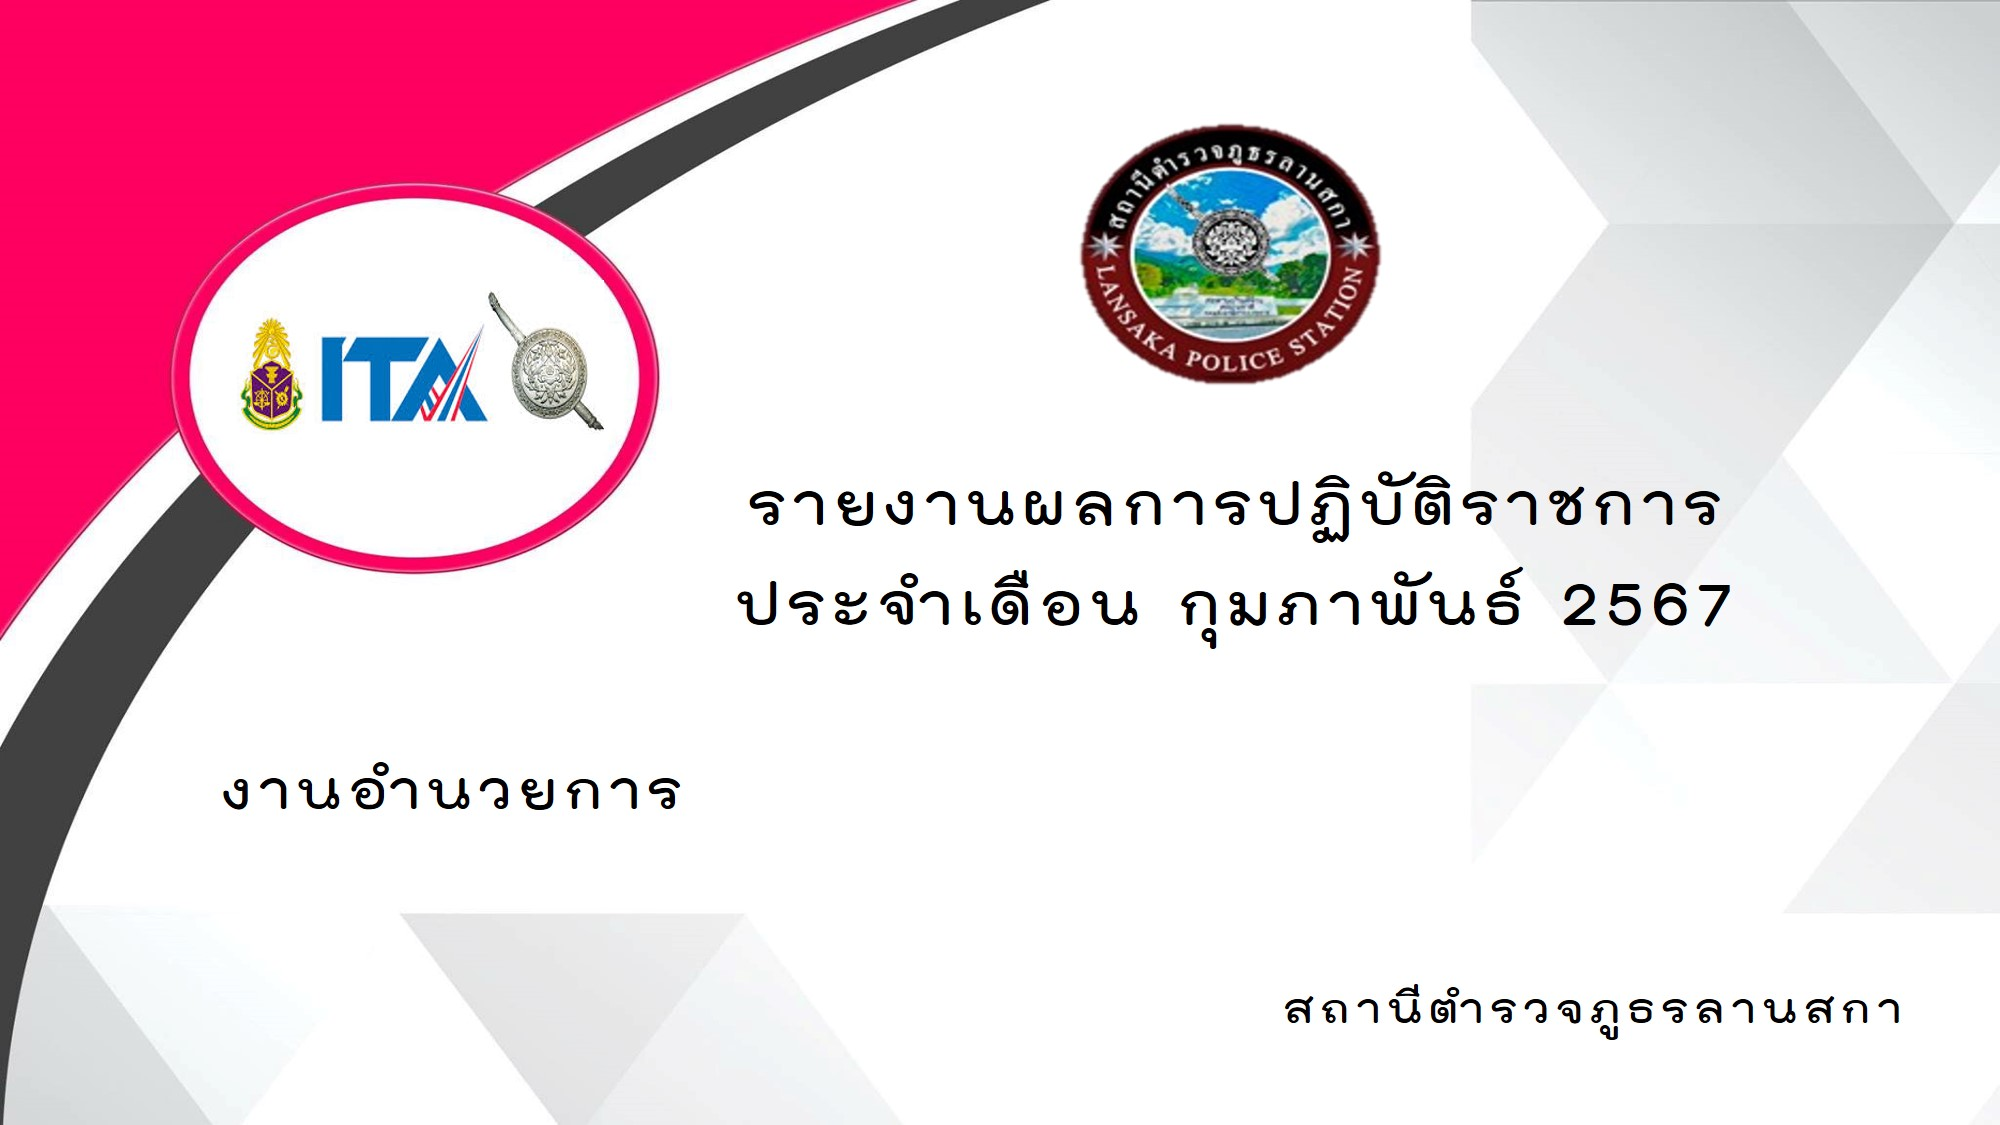 สถานีตำรวจภูธรลานสกา
LANSAKA POLICE STATION
ITA
รายงานผลการปฏิบัติราชการ
ประจำเดือน กุมภาพันธ์ 2567
งานอำนวยการ
สถานีตำรวจภูธรลานสกา